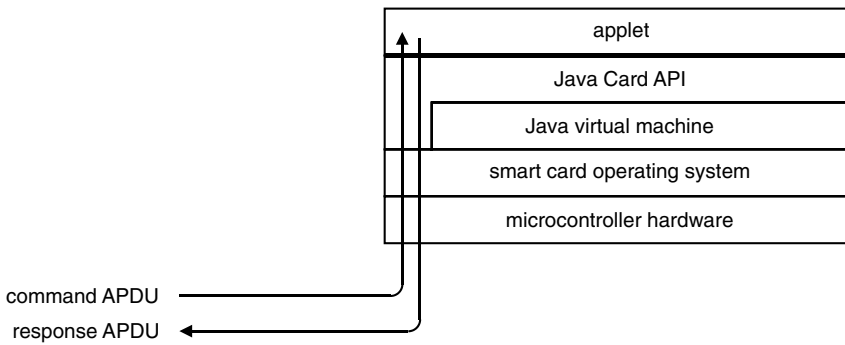 applet
Java Card API
Java virtual machine
smart card operating system
microcontroller hardware
command APDU
response APDU